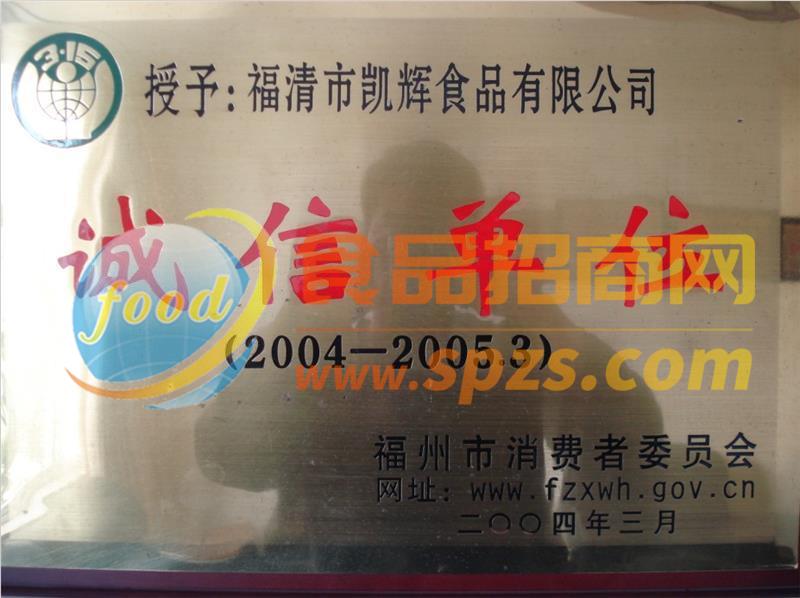 3·15
授予：福清市凯辉食品有限公司
诚信单位
food
食品招商网
(2004—2005.3)
www.spzs.com
福州市消费者委员会
网址：www.fzxwh.gov.cn
二〇〇四年三月